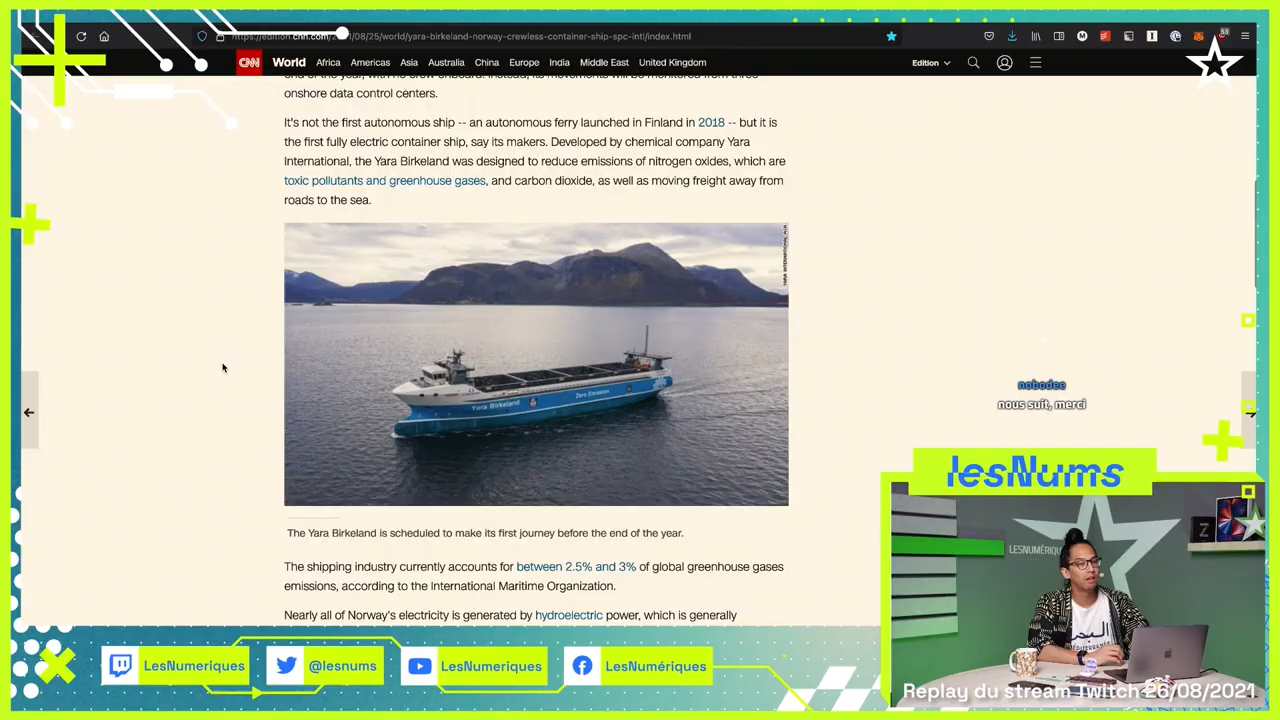 08/25/world/yara-birkeland-norway-crewless-container-ship-spc-intl/index.html
CNN World Africa Americas Asia Australia China Europe India Middle East United Kingdom Edition
onshore data control centers.
It's not the first autonomous ship -- an autonomous ferry launched in Finland in 2018 -- but it is
the first fully electric container ship, say its makers. Developed by chemical company Yara
International, the Yara Birkeland was designed to reduce emissions of nitrogen oxides, which are
toxic pollutants and greenhouse gases, and carbon dioxide, as well as moving freight away from
roads to the sea.
YARA INTERNATIONAL ASA
Yara Birkeland
Zero Emission
The Yara Birkeland is scheduled to make its first journey before the end of the year.
The shipping industry currently accounts for between 2.5% and 3% of global greenhouse gases
emissions, according to the International Maritime Organization.
Nearly all of Norway's electricity is generated by hydroelectric power, which is generally
nobodee
nous suit, merci
lesNums
LESNUMÉRIQUES
Z
LesNumeriques
@lesnums
LesNumeriques
LesNumériques
Replay du stream Twitch 26/08/2021